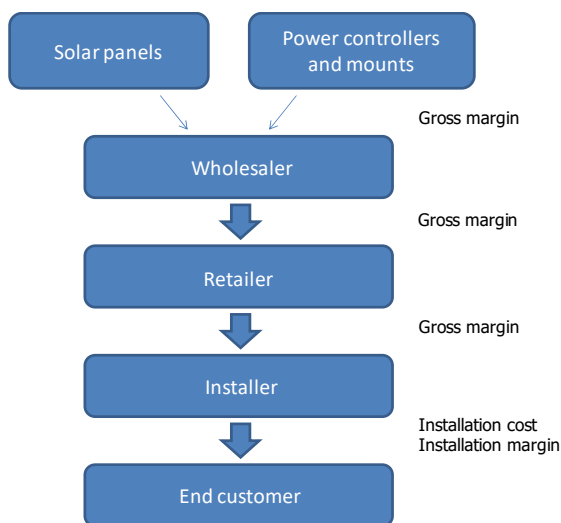 Solar panels
Power controllers
and mounts
Gross margin
Wholesaler
Gross margin
Retailer
Gross margin
Installer
Installation cost
Installation margin
End customer